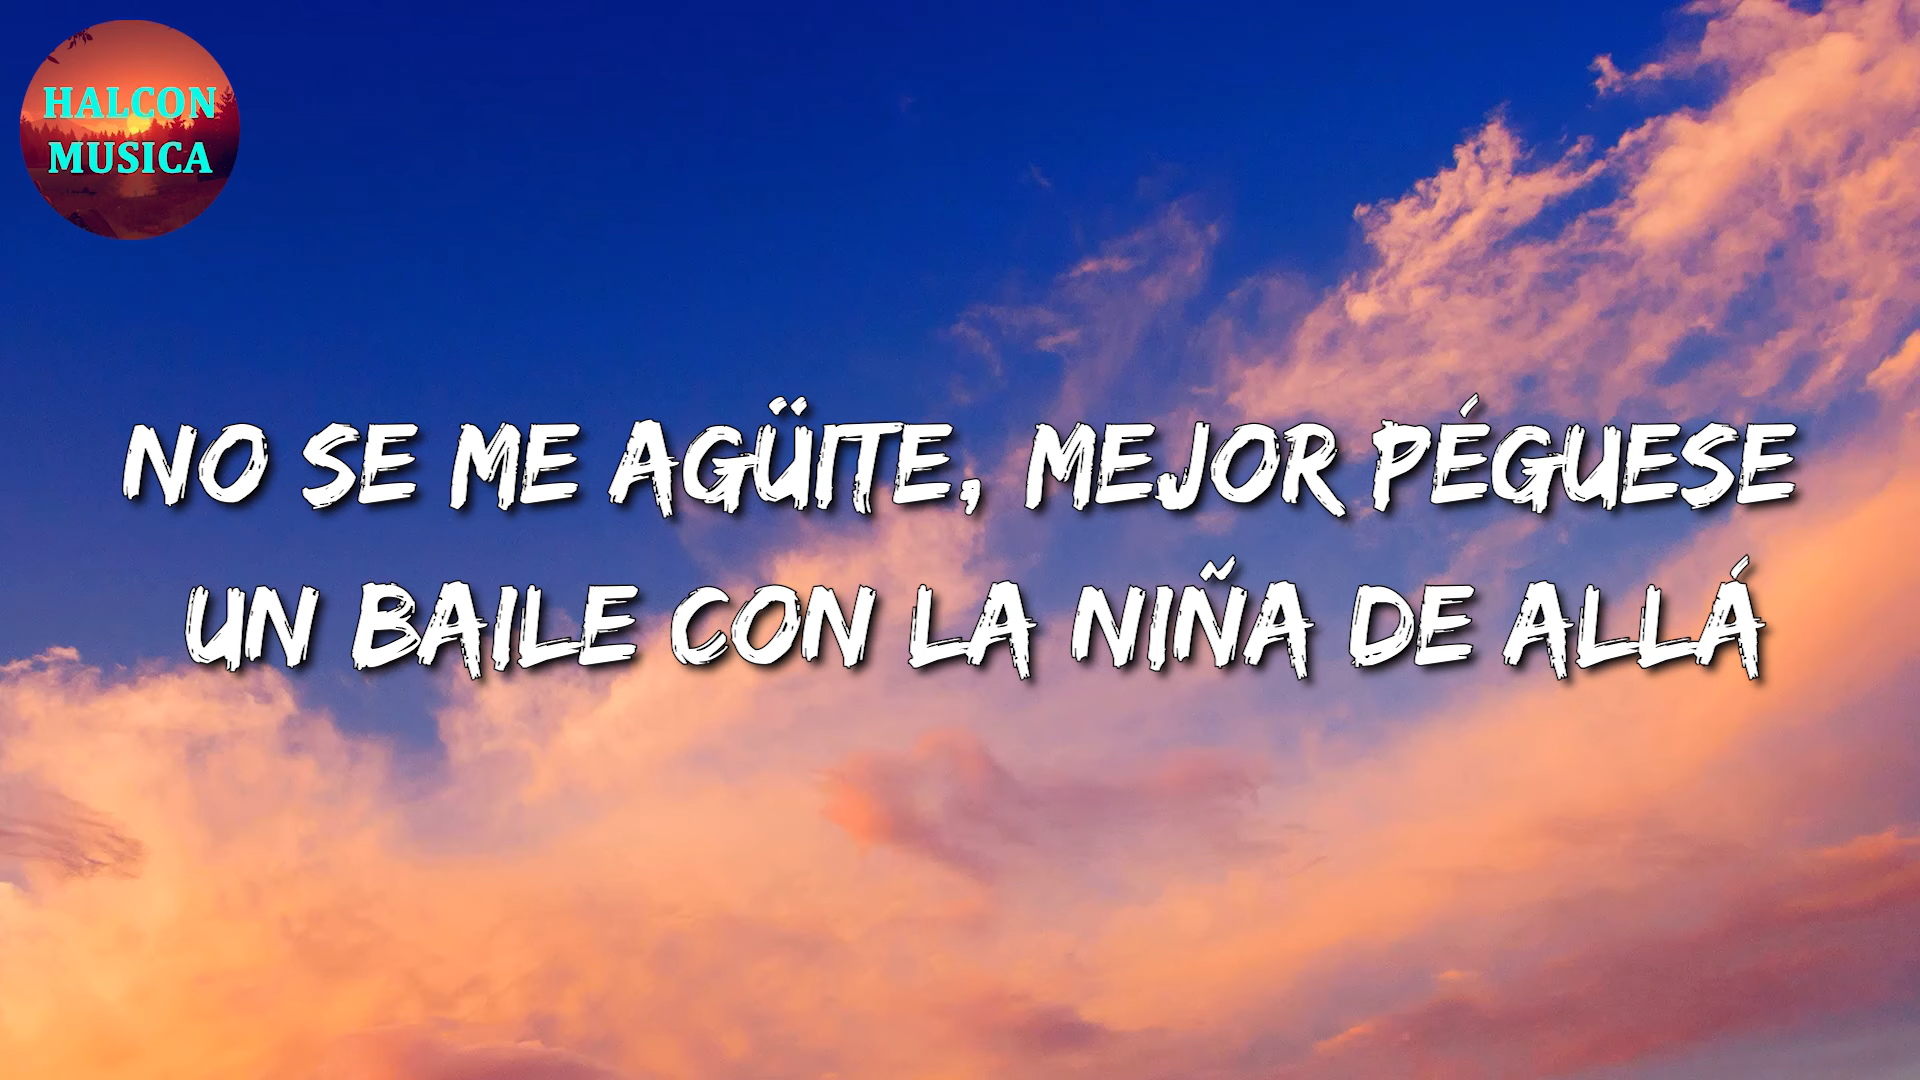 HALCON
MUSICA
NO SE ME AGÜITE, MEJOR PÉGUESE
UN BAILE CON LA NIÑA DE ALLÁ